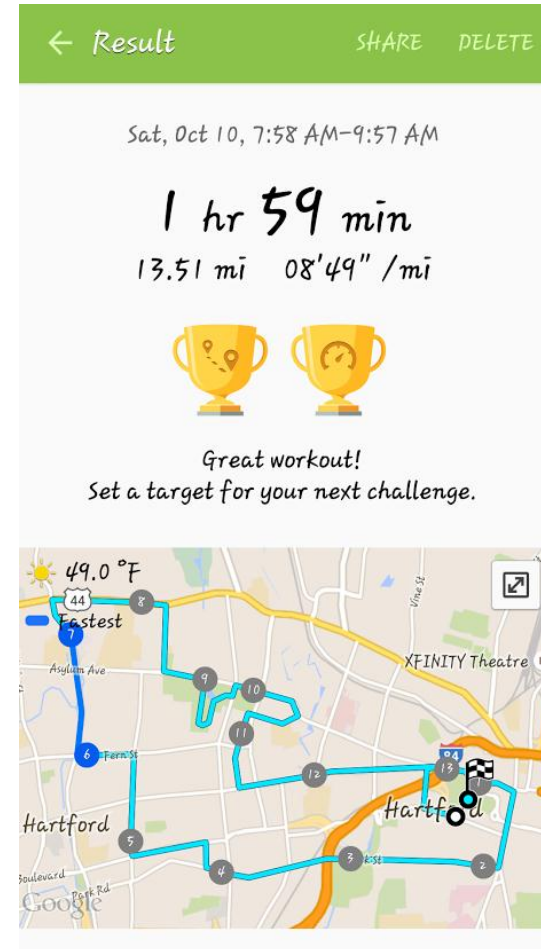 Result SHARE DELETE
Sat, Oct 10, 7:58 AM–9:57 AM
1 hr 59 min
13.51 mi 08'49" /mi
Great workout!
Set a target for your next challenge.
49.0 °F
44
8
Fastest
7
Vine St
XFINITY Theatre
Asylum Ave
9
10
11
6
Fern St
84
13
12
1
Hartford
Hartford
5
3
2
4
Boulevard
Park Rd
Google